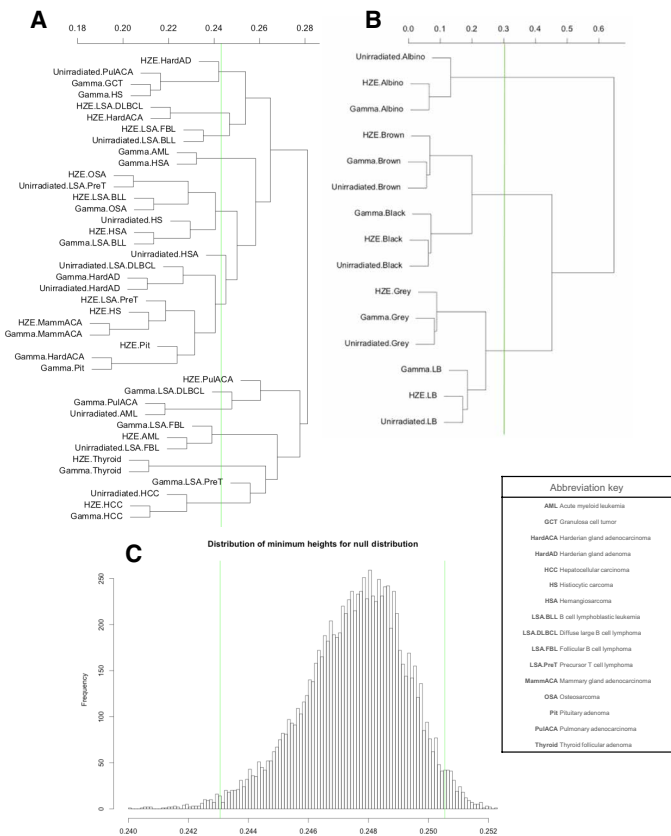 A
0.18 0.20 0.22 0.24 0.26 0.28
HZE.HardAD
Unirradiated.PulACA
Gamma.GCT
Gamma.HS
HZE.LSA.DLBCL
HZE.HardACA
HZE.LSA.FBL
Unirradiated.LSA.BLL
Gamma.AML
Gamma.HSA
HZE.OSA
Unirradiated.LSA.PreT
HZE.LSA.BLL
Gamma.OSA
Unirradiated.HS
HZE.HSA
Gamma.LSA.BLL
Unirradiated.HSA
Unirradiated.LSA.DLBCL
Gamma.HardAD
Unirradiated.HardAD
HZE.LSA.PreT
HZE.HS
HZE.MammACA
Gamma.MammACA
HZE.Pit
Gamma.HardACA
Gamma.Pit
HZE.PulACA
Gamma.LSA.DLBCL
Gamma.PulACA
Unirradiated.AML
Gamma.LSA.FBL
HZE.AML
Unirradiated.LSA.FBL
HZE.Thyroid
Gamma.Thyroid
Gamma.LSA.PreT
Unirradiated.HCC
HZE.HCC
Gamma.HCC
B
0.0 0.1 0.2 0.3 0.4 0.5 0.6
Unirradiated.Albino
HZE.Albino
Gamma.Albino
HZE.Brown
Gamma.Brown
Unirradiated.Brown
Gamma.Black
HZE.Black
Unirradiated.Black
HZE.Grey
Gamma.Grey
Unirradiated.Grey
Gamma.LB
HZE.LB
Unirradiated.LB
Abbreviation key
AML Acute myeloid leukemia
GCT Granulosa cell tumor
HardACA Harderian gland adenocarcinoma
HardAD Harderian gland adenoma
HCC Hepatocellular carcinoma
HS Histiocytic carcoma
HSA Hemangiosarcoma
LSA.BLL B cell lymphoblastic leukemia
LSA.DLBCL Diffuse large B cell lymphoma
LSA.FBL Follicular B cell lymphoma
LSA.PreT Precursor T cell lymphoma
MammACA Mammary gland adenocarcinoma
OSA Osteosarcoma
Pit Pituitary adenoma
PulACA Pulmonary adenocarcinoma
Thyroid Thyroid follicular adenoma
C
Distribution of minimum heights for null distribution
Frequency
250
200
150
100
50
0
0.240 0.242 0.244 0.246 0.248 0.250 0.252